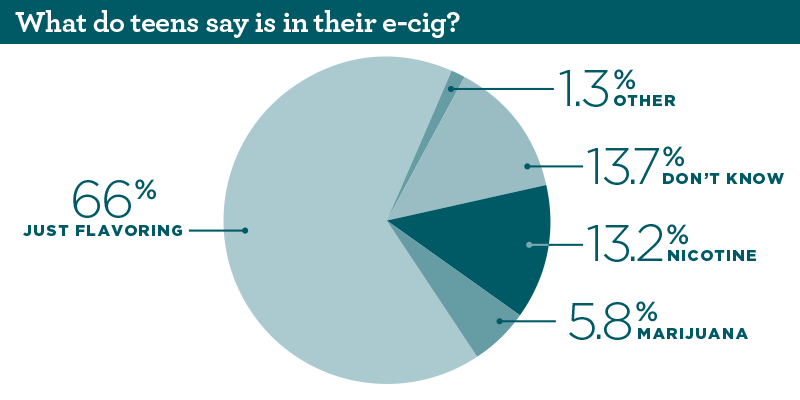 What do teens say is in their e-cig?
1.3%
OTHER
13.7%
DON'T KNOW
66%
JUST FLAVORING
13.2%
NICOTINE
5.8%
MARIJUANA